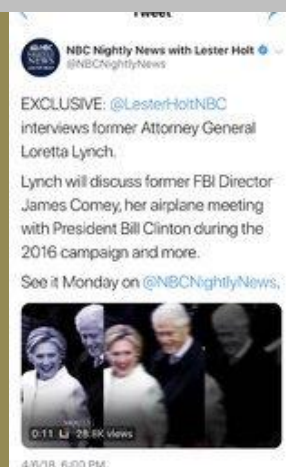 Tweet
NBC Nightly News with Lester Holt
@NBCNightlyNews
EXCLUSIVE: @LesterHoltNBC
interviews former Attorney General
Loretta Lynch.
Lynch will discuss former FBI Director
James Comey, her airplane meeting
with President Bill Clinton during the
2016 campaign and more.
See it Monday on @NBCNightlyNews.
0:11 28.8K views
4/6/18, 6:00 PM